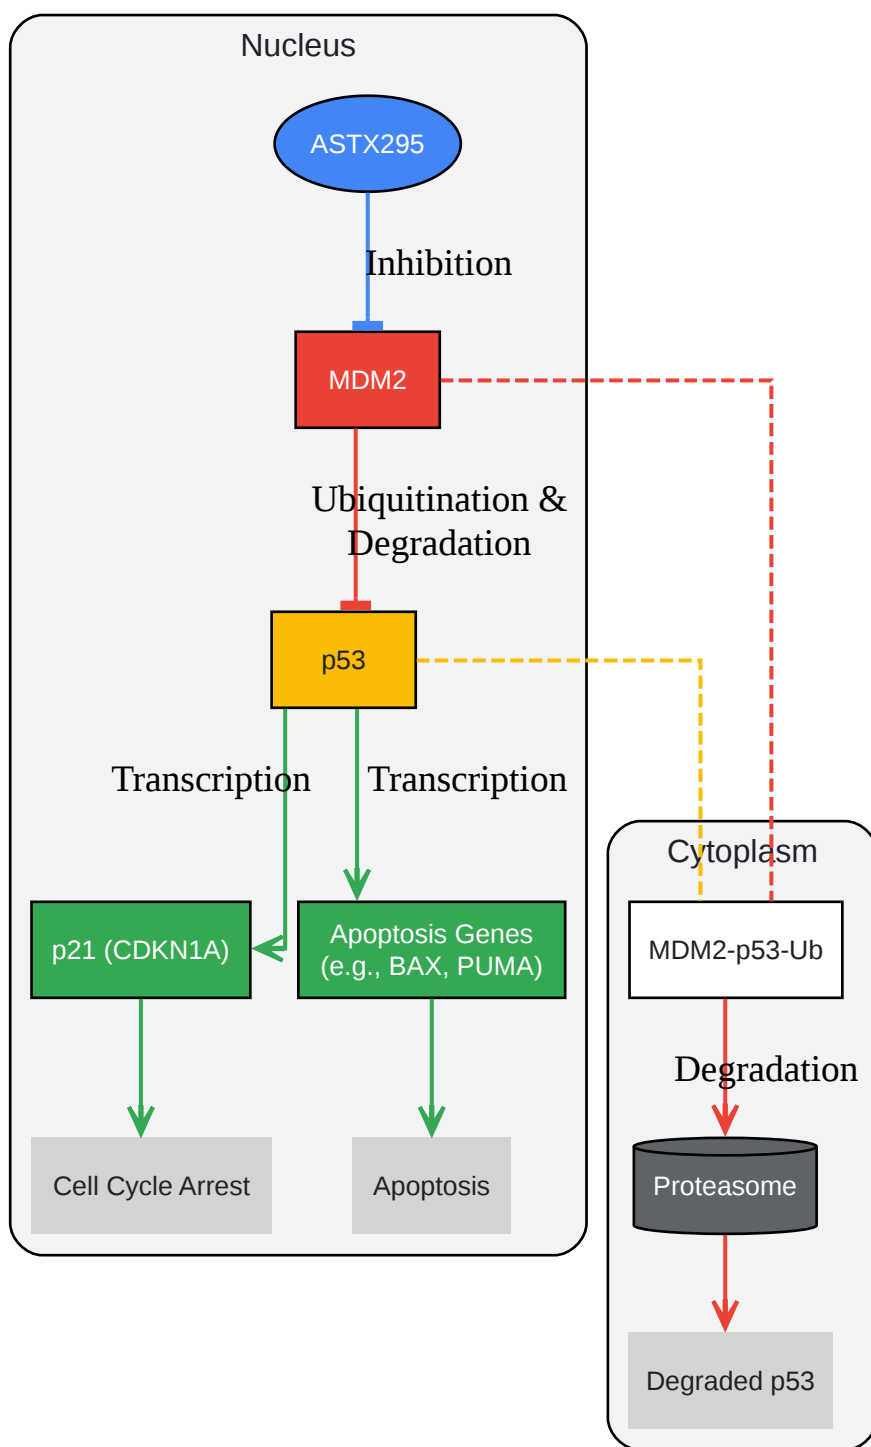 Nucleus
ASTX295
Inhibition
MDM2
Ubiquitination &
Degradation
p53
Transcription
Transcription
Cytoplasm
p21 (CDKN1A)
Apoptosis Genes
(e.g., BAX, PUMA)
MDM2-p53-Ub
Degradation
Cell Cycle Arrest
Apoptosis
Proteasome
Degraded p53